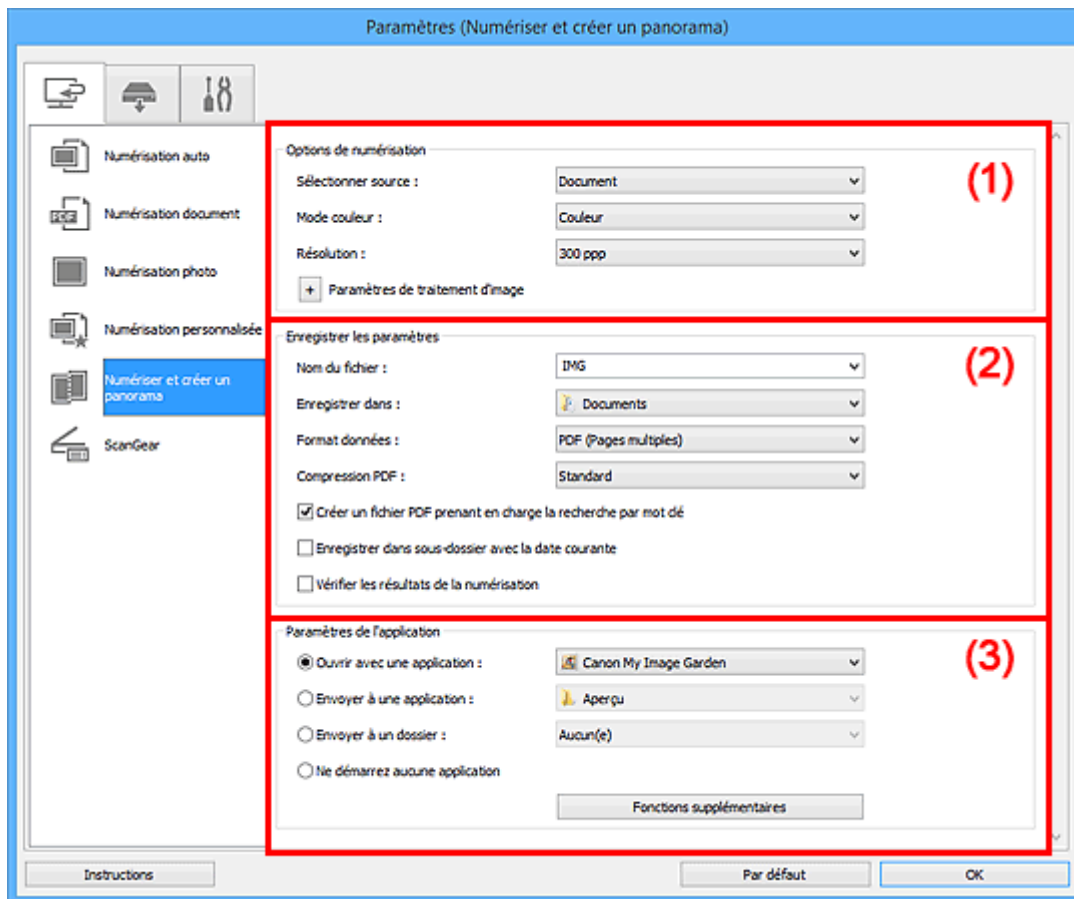 Paramètres (Numériser et créer un panorama)
Numérisation auto
PDF
Numérisation document
Numérisation photo
Numérisation personnalisée
Numériser et créer un
panorama
ScanGear
Options de numérisation
(1)
Sélectionner source :
Document
Mode couleur :
Couleur
Résolution :
300 ppp
+ Paramètres de traitement d'image
Enregistrer les paramètres
(2)
Nom du fichier :
IMG
Enregistrer dans :
Documents
Format données :
PDF (Pages multiples)
Compression PDF :
Standard
Créer un fichier PDF prenant en charge la recherche par mot clé
Enregistrer dans sous-dossier avec la date courante
Vérifier les résultats de la numérisation
Paramètres de l'application
(3)
Ouvrir avec une application :
Canon My Image Garden
Envoyer à une application :
Aperçu
Envoyer à un dossier :
Aucun(e)
Ne démarrez aucune application
Fonctions supplémentaires
Instructions
Par défaut
OK